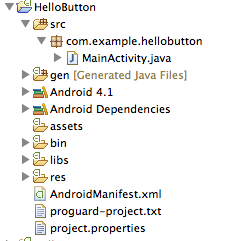 HelloButton
src
com.example.hellobutton
MainActivity.java
gen [Generated Java Files]
Android 4.1
Android Dependencies
assets
bin
libs
res
AndroidManifest.xml
proguard-project.txt
project.properties